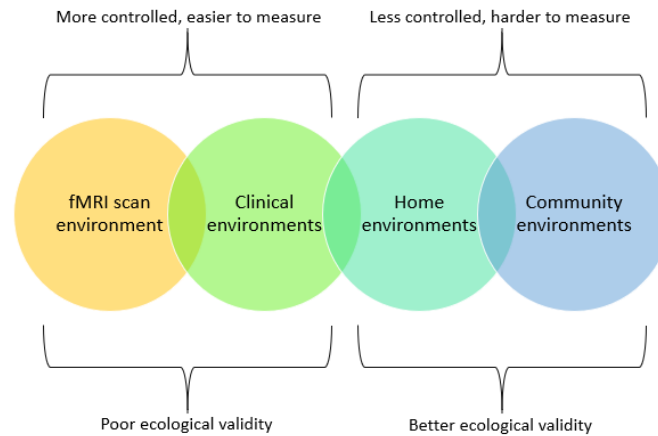 More controlled, easier to measure
Less controlled, harder to measure
fMRI scan
environment
Clinical
environments
Home
environments
Community
environments
Poor ecological validity
Better ecological validity